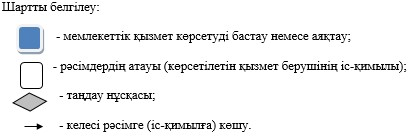 Шартты белгілеу:
- мемлекеттік қызмет көрсетуді бастау немесе аяқтау;
- рәсімдердің атауы (көрсетілетін қызмет берушінің іс-қимылы);
- таңдау нұсқасы;
- келесі рәсімге (іс-қимылға) көшу.